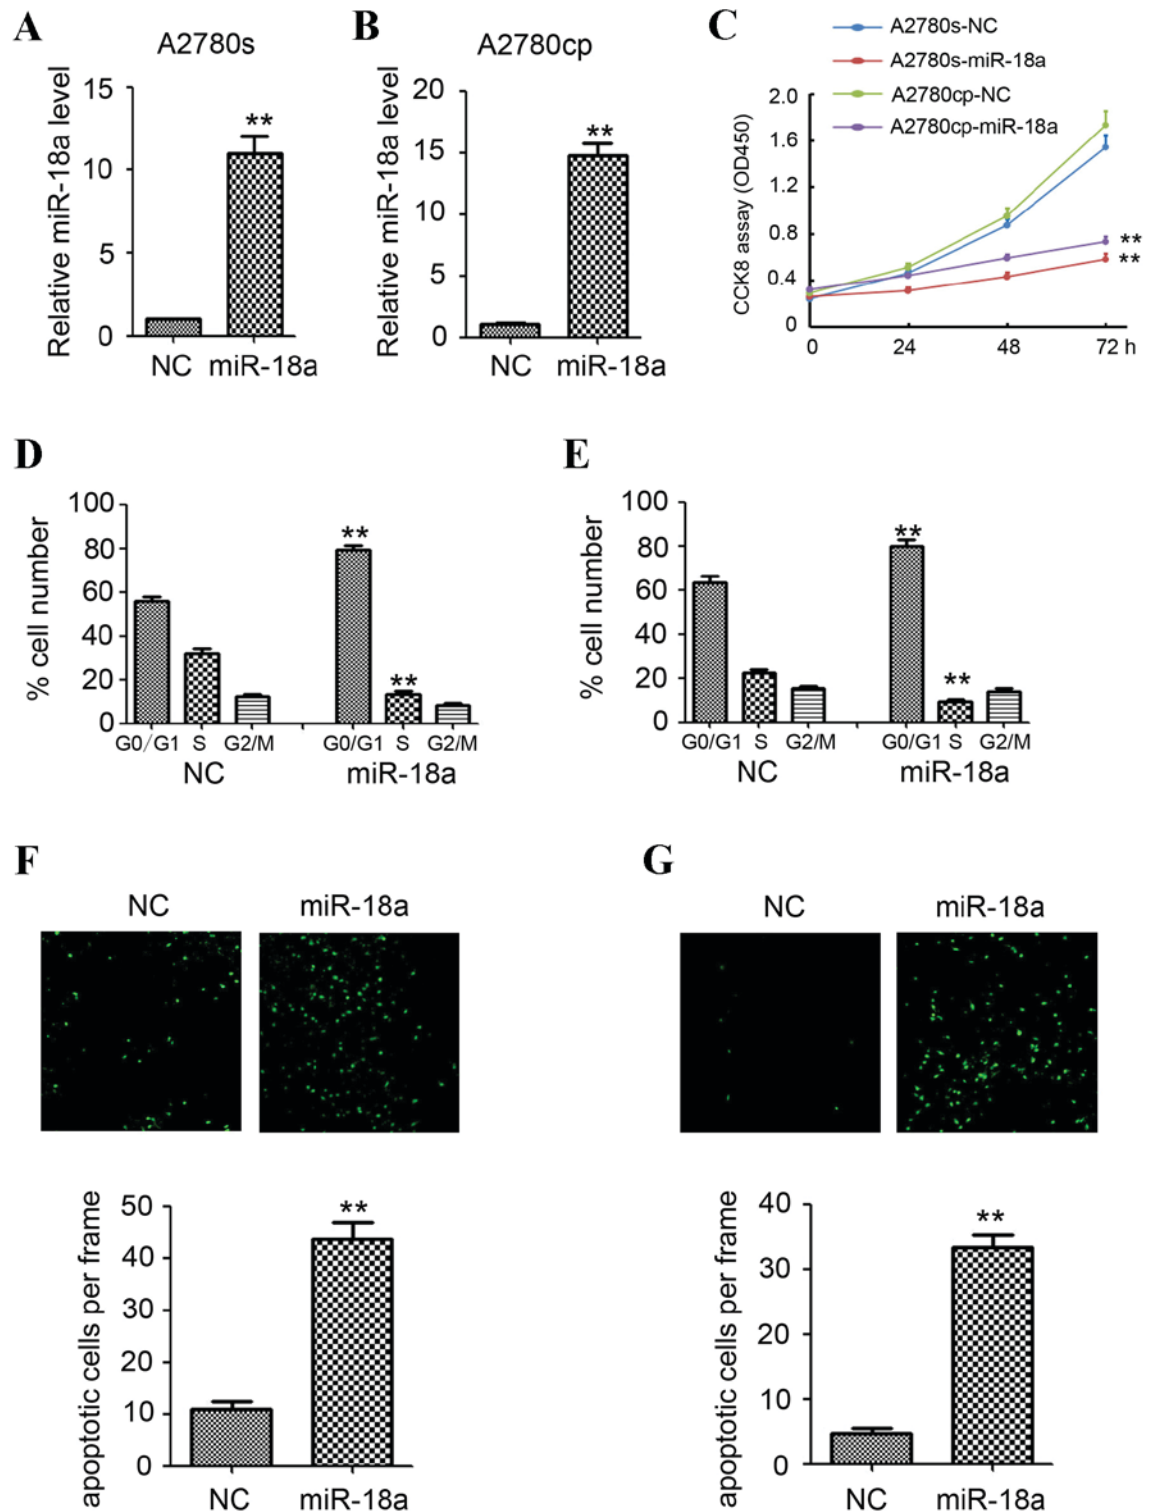 A
A2780s
Relative miR-18a level
15
10
5
0
**
NC miR-18a
B
A2780cp
Relative miR-18a level
20
15
10
5
0
**
NC miR-18a
C
A2780s-NC
A2780s-miR-18a
A2780cp-NC
A2780cp-miR-18a
CCK8 assay (OD450)
2.0
1.6
1.2
0.8
0.4
0
**
**
0 24 48 72 h
D
% cell number
100
80
60
40
20
0
**
**
G0/G1 S G2/M G0/G1 S G2/M
NC miR-18a
E
% cell number
100
80
60
40
20
0
**
**
G0/G1 S G2/M G0/G1 S G2/M
NC miR-18a
F
NC miR-18a
apoptotic cells per frame
50
40
30
20
10
0
**
NC miR-18a
G
NC miR-18a
apoptotic cells per frame
40
30
20
10
0
**
NC miR-18a